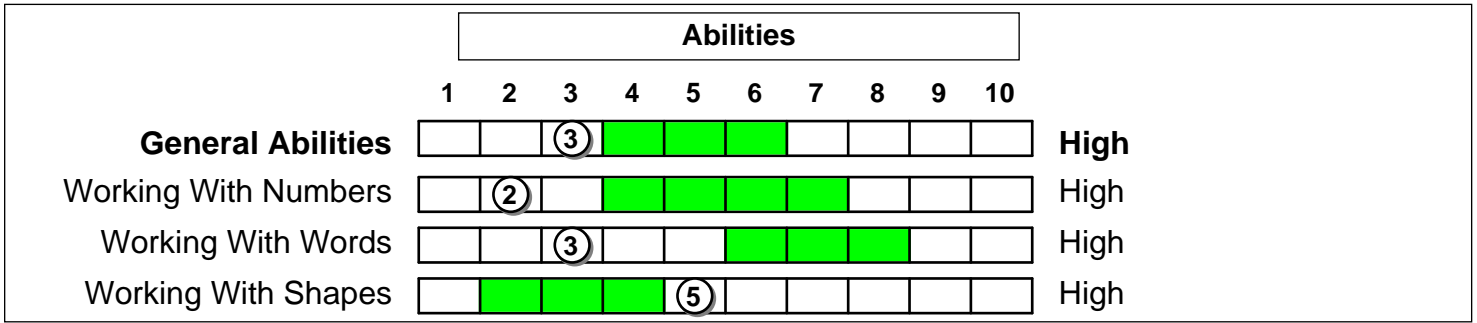 Abilities
1 2 3 4 5 6 7 8 9 10
General Abilities 3 High
Working With Numbers 2 High
Working With Words 3 High
Working With Shapes 5 High